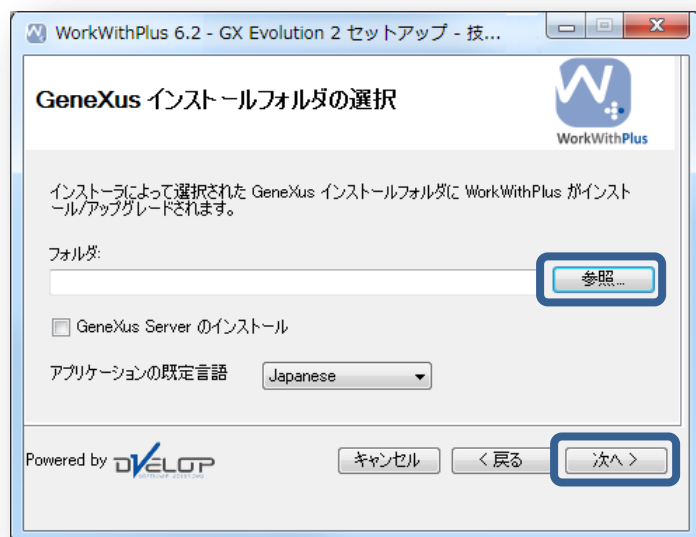 WorkWithPlus 6.2 - GX Evolution 2 セットアップ - 技...
GeneXus インストールフォルダの選択
WorkWithPlus
インストーラによって選択された GeneXus インストールフォルダに WorkWithPlus がインスト
ール/アップグレードされます。
フォルダ:
参照...
GeneXus Server のインストール
アプリケーションの既定言語
Japanese
Powered by DVELOP
SOFTWARE SOLUTIONS
キャンセル
< 戻る
次へ >